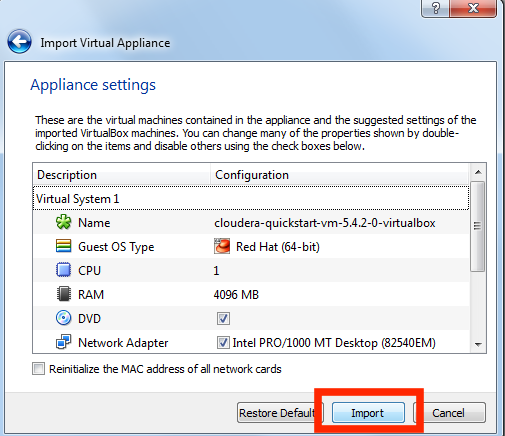 Import Virtual Appliance
Appliance settings
These are the virtual machines contained in the appliance and the suggested settings of the
imported VirtualBox machines. You can change many of the properties shown by double-
clicking on the items and disable others using the check boxes below.
Description Configuration
Virtual System 1
Name cloudera-quickstart-vm-5.4.2-0-virtualbox
Guest OS Type Red Hat (64-bit)
CPU 1
RAM 4096 MB
DVD
Network Adapter Intel PRO/1000 MT Desktop (82540EM)
Reinitialize the MAC address of all network cards
Restore Default Import Cancel